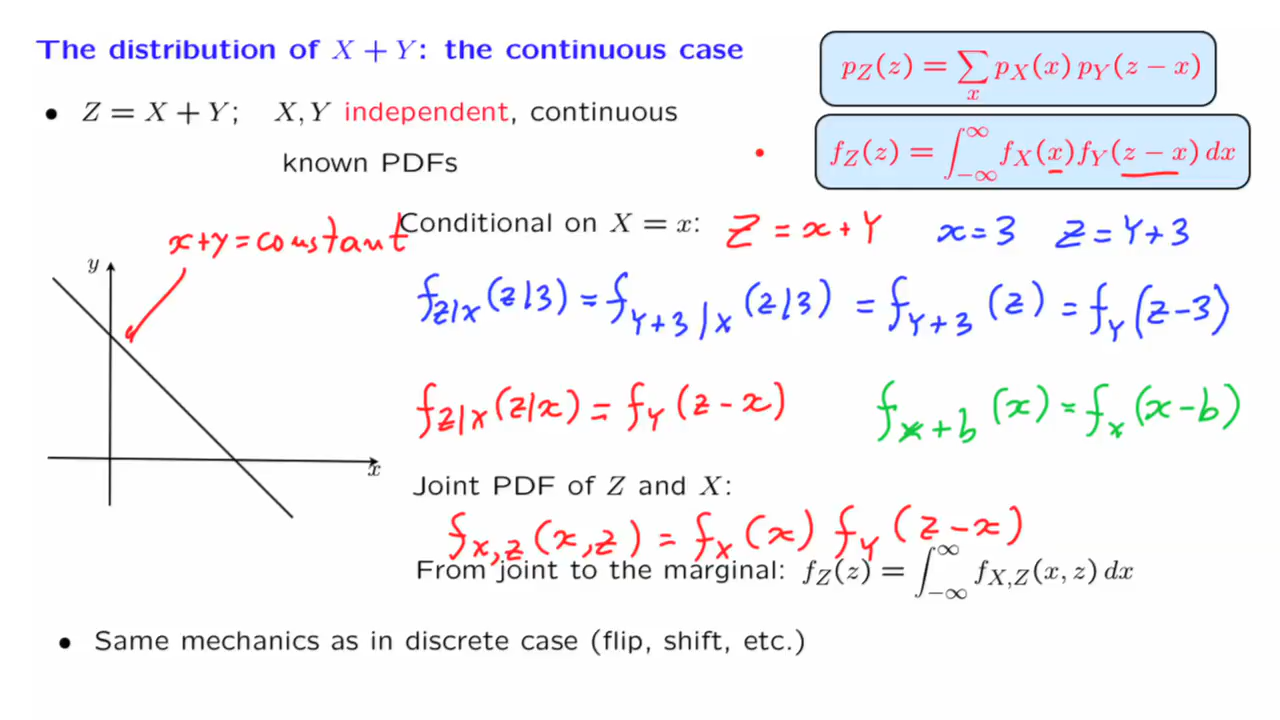 The distribution of X + Y: the continuous case
p_Z(z) = ∑_x p_X(x) p_Y(z − x)
• Z = X + Y; X, Y independent, continuous
known PDFs
f_Z(z) = ∫_{−∞}^{∞} f_X(x) f_Y(z − x) dx
x+y=constant
Conditional on X = x: Z = x + Y x=3 Z=Y+3
y
f_{Z|X}(z|3) = f_{Y+3|X}(z|3) = f_{Y+3}(z) = f_Y(z−3)
f_{Z|X}(z|x) = f_Y(z−x) f_{X+b}(x) = f_X(x−b)
x
Joint PDF of Z and X:
f_{X,Z}(x,z) = f_X(x) f_Y(z−x)
From joint to the marginal: f_Z(z) = ∫_{−∞}^{∞} f_{X,Z}(x, z) dx
• Same mechanics as in discrete case (flip, shift, etc.)